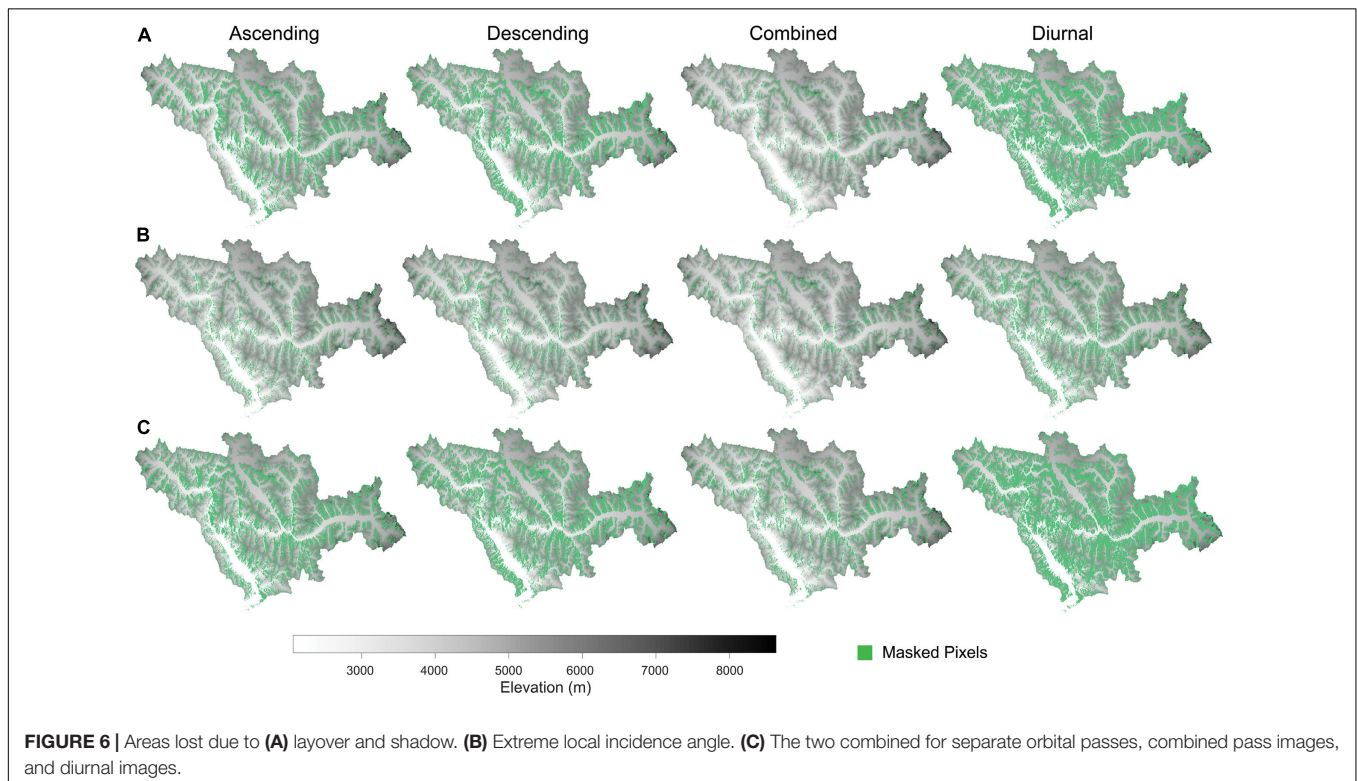 A
Ascending
Descending
Combined
Diurnal
B
C
3000
4000
5000
6000
7000
8000
Elevation (m)
Masked Pixels
FIGURE 6 | Areas lost due to (A) layover and shadow. (B) Extreme local incidence angle. (C) The two combined for separate orbital passes, combined pass images,
and diurnal images.